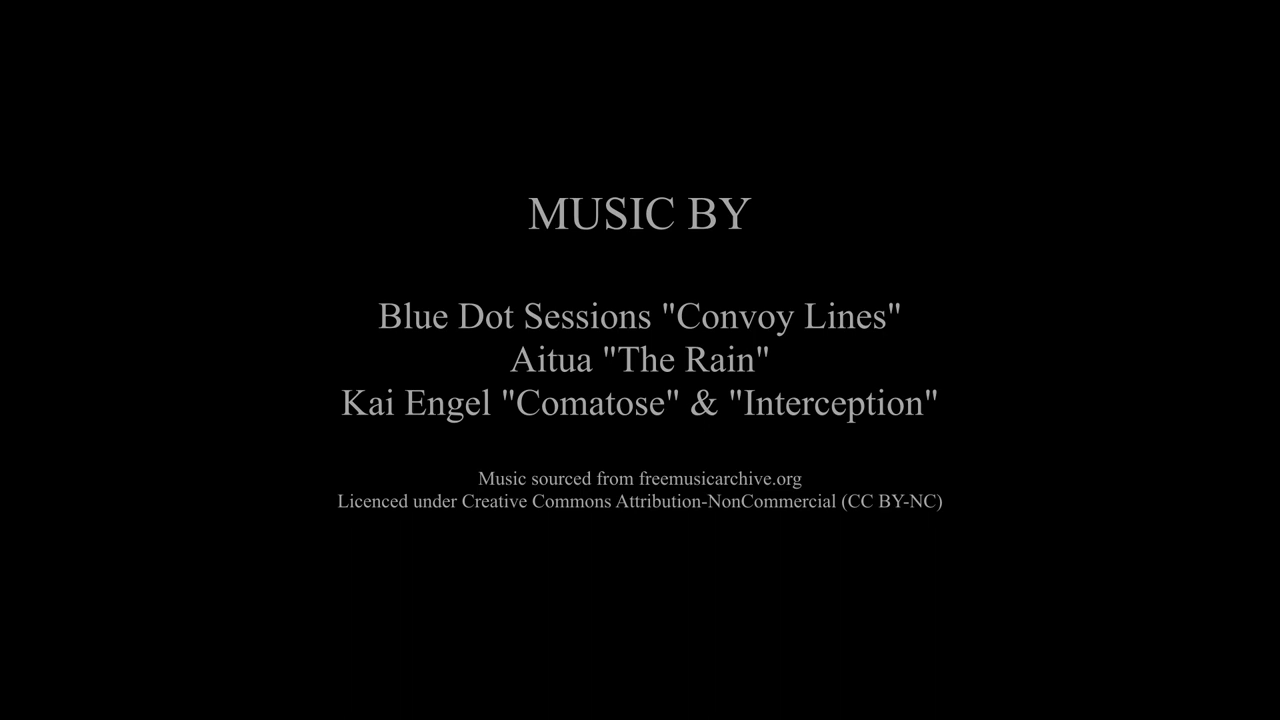 MUSIC BY
Blue Dot Sessions "Convoy Lines"
Aitua "The Rain"
Kai Engel "Comatose" & "Interception"
Music sourced from freemusicarchive.org
Licenced under Creative Commons Attribution-NonCommercial (CC BY-NC)